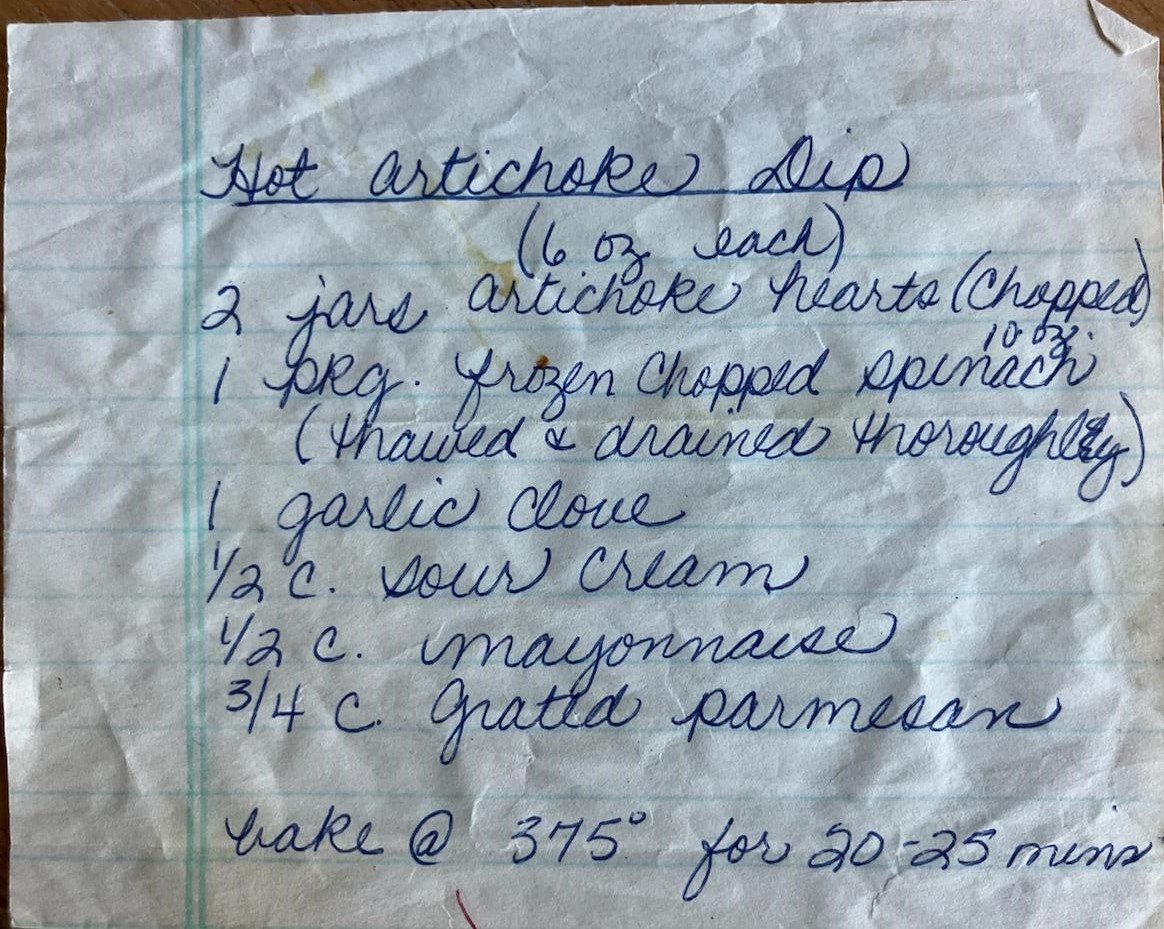 Hot Artichoke Dip
(6 oz each)
2 jars artichoke hearts (chopped)
10 oz.
1 pkg. frozen chopped spinach
(thawed & drained thoroughly)
1 garlic clove
1/2 c. sour cream
1/2 c. mayonnaise
3/4 c. grated parmesan
bake @ 375° for 20-25 mins